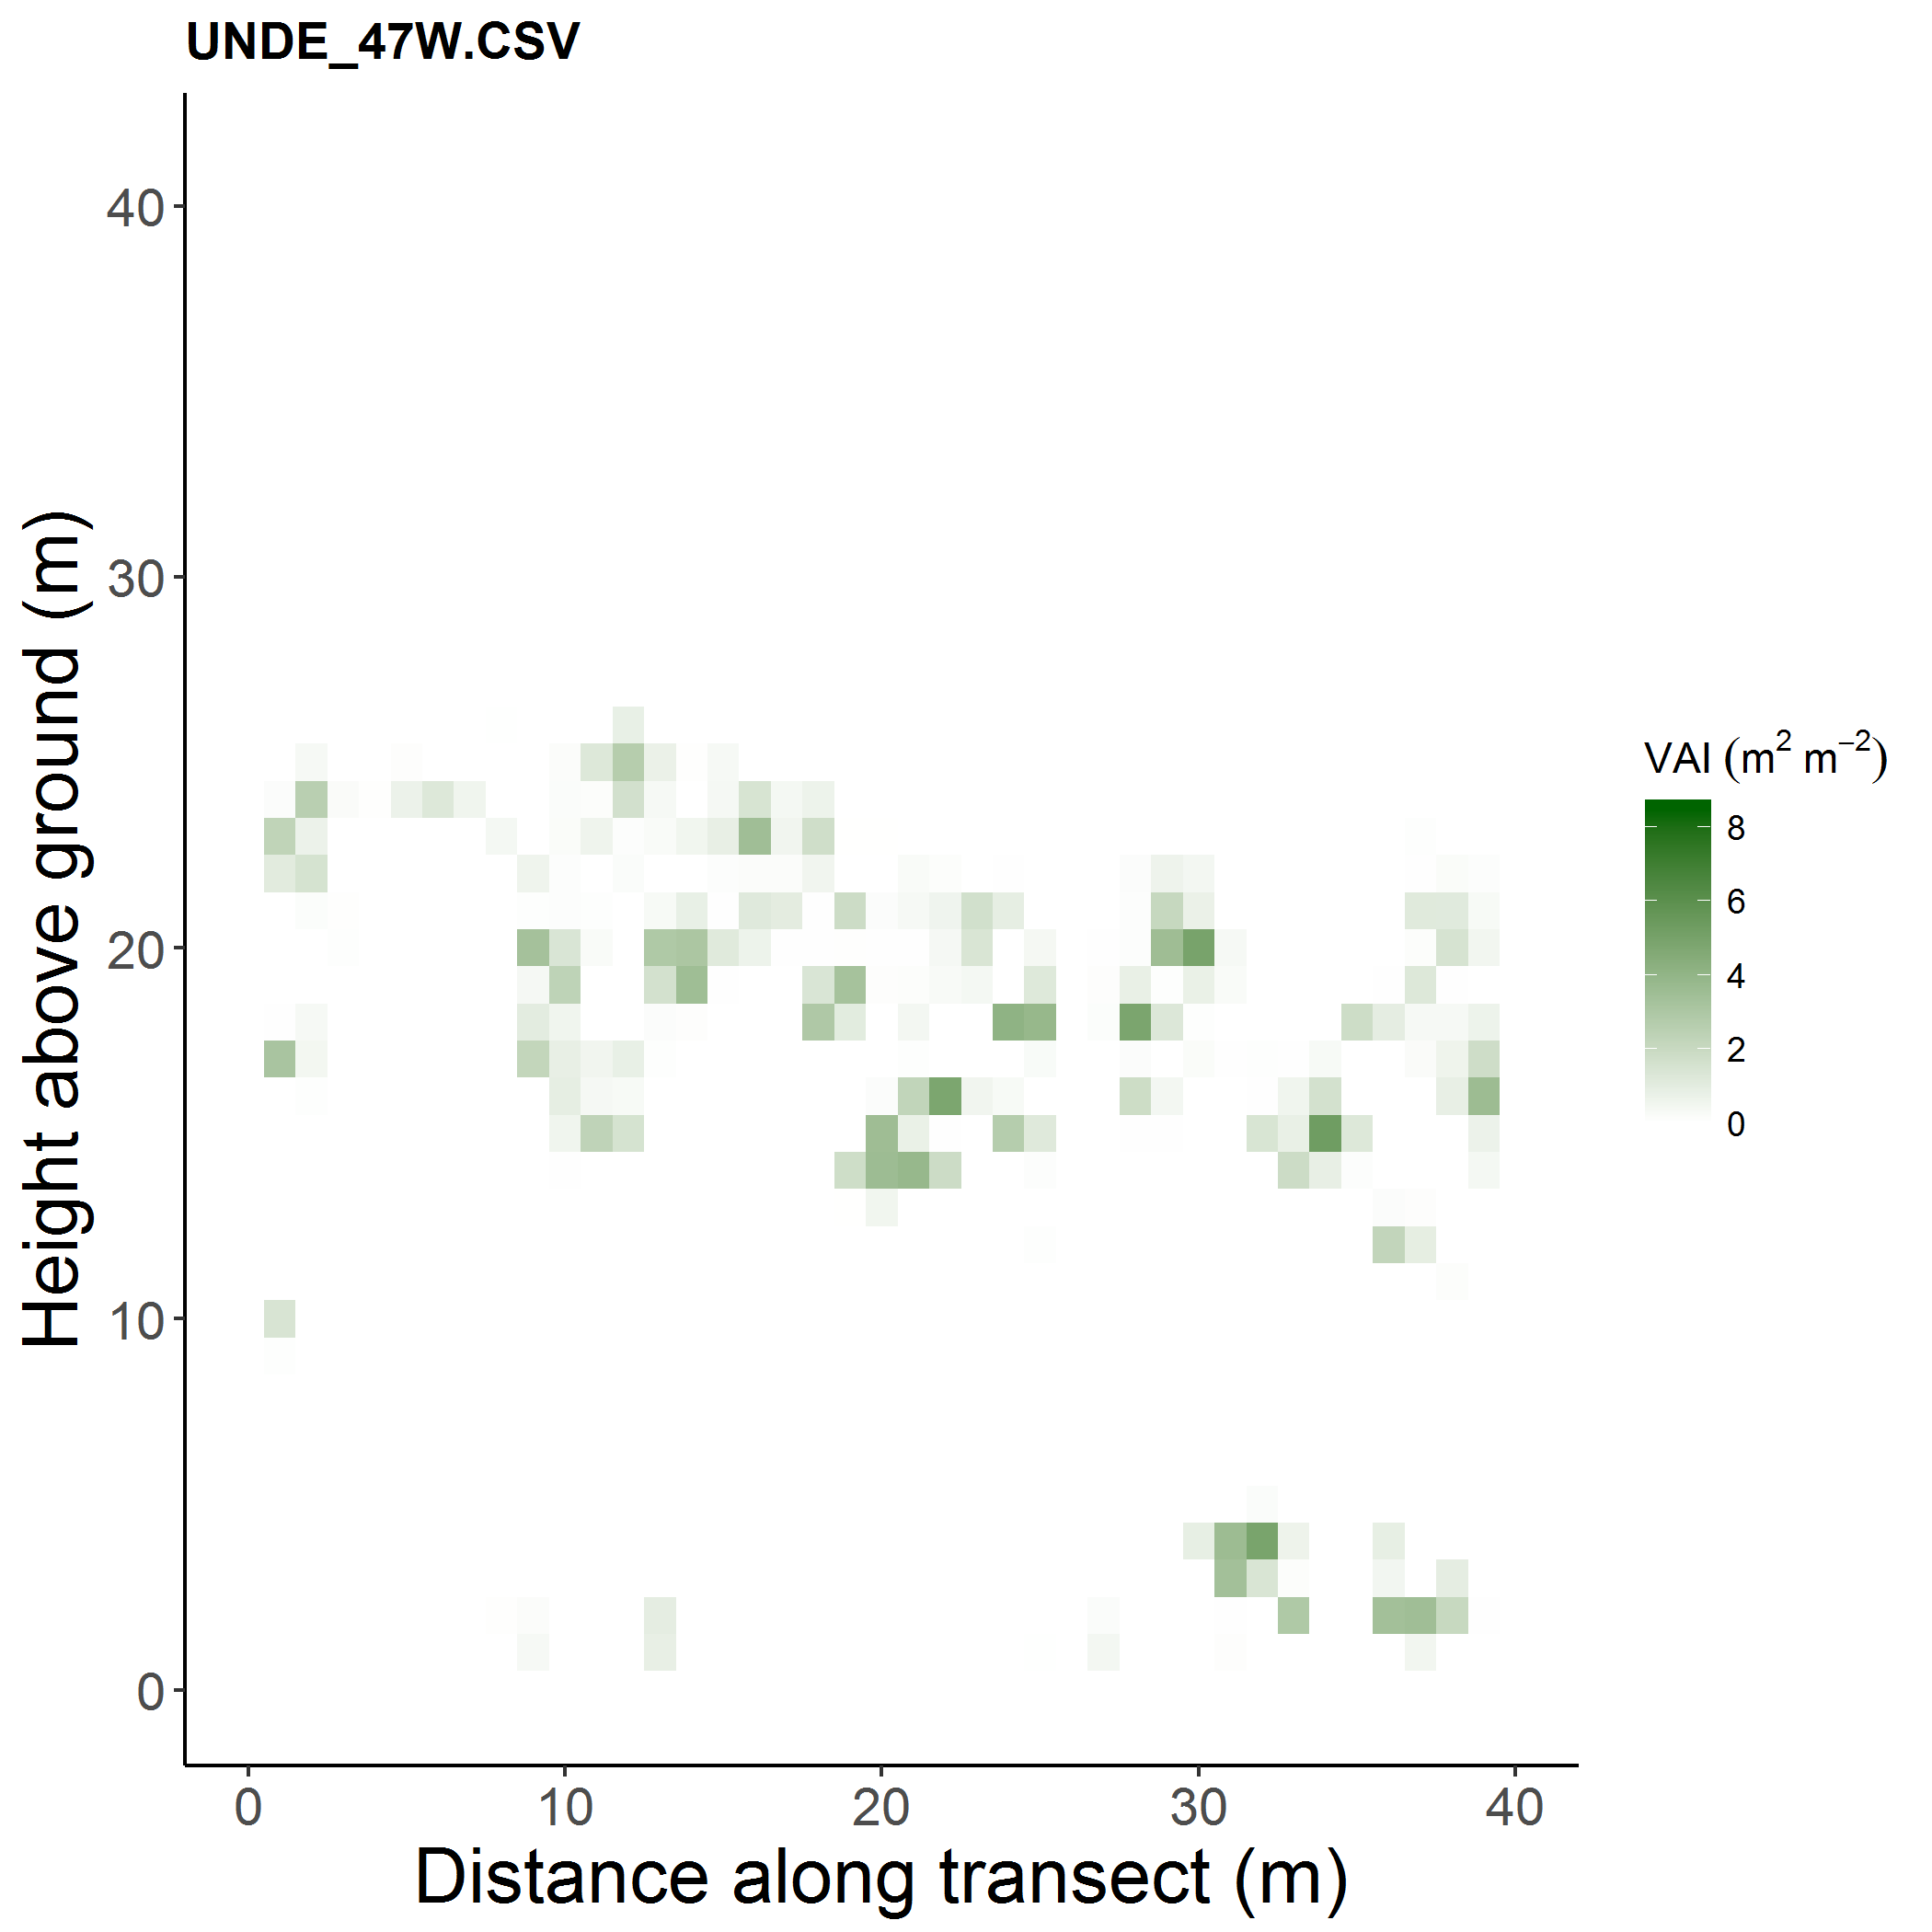 UNDE_47W.CSV
Height above ground (m)
40
30
20
10
0
0 10 20 30 40
Distance along transect (m)
VAI (m² m⁻²)
8
6
4
2
0